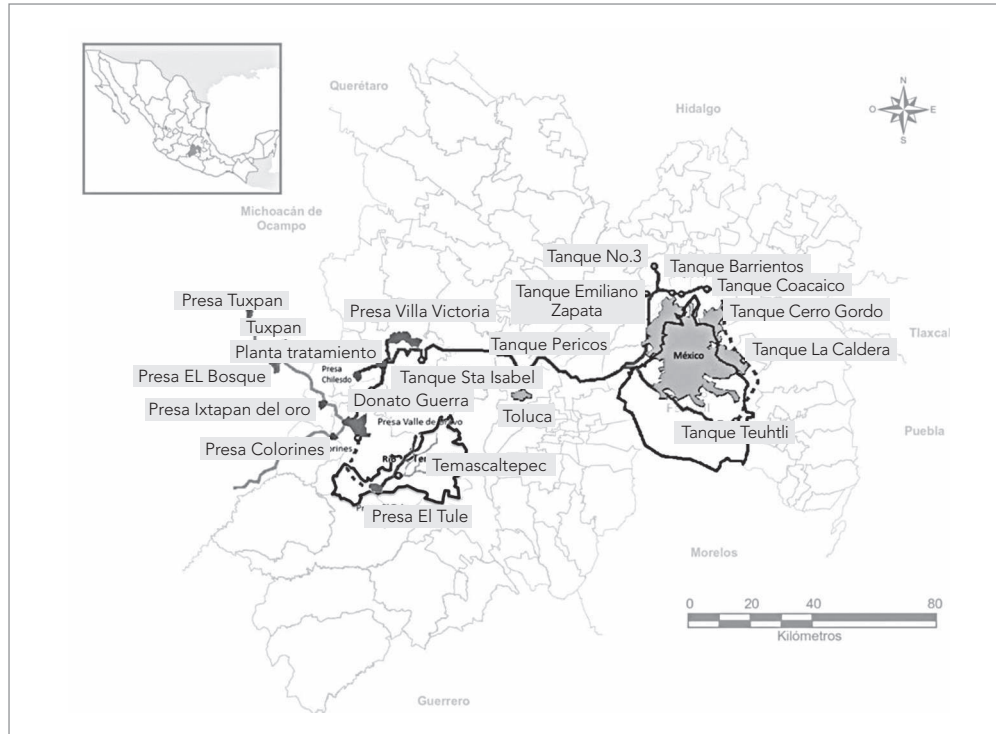 Querétaro
Hidalgo
N
O
E
S
Michoacán de
Ocampo
Tanque No.3
Tanque Barrientos
Tanque Coacaico
Tanque Emiliano
Zapata
Presa Tuxpan
Presa Villa Victoria
Tanque Cerro Gordo
Tuxpan
Tlaxcal
Planta tratamiento
Tanque Pericos
México
Tanque La Caldera
Presa EL Bosque
Presa
Chilesdo
Tanque Sta Isabel
Donato Guerra
Presa Ixtapan del oro
Toluca
Presa Valle de
Tanque Teuhtli
Puebla
Presa Colorines
Temascaltepec
Presa El Tule
Morelos
0
20
40
80
Kilómetros
Guerrero